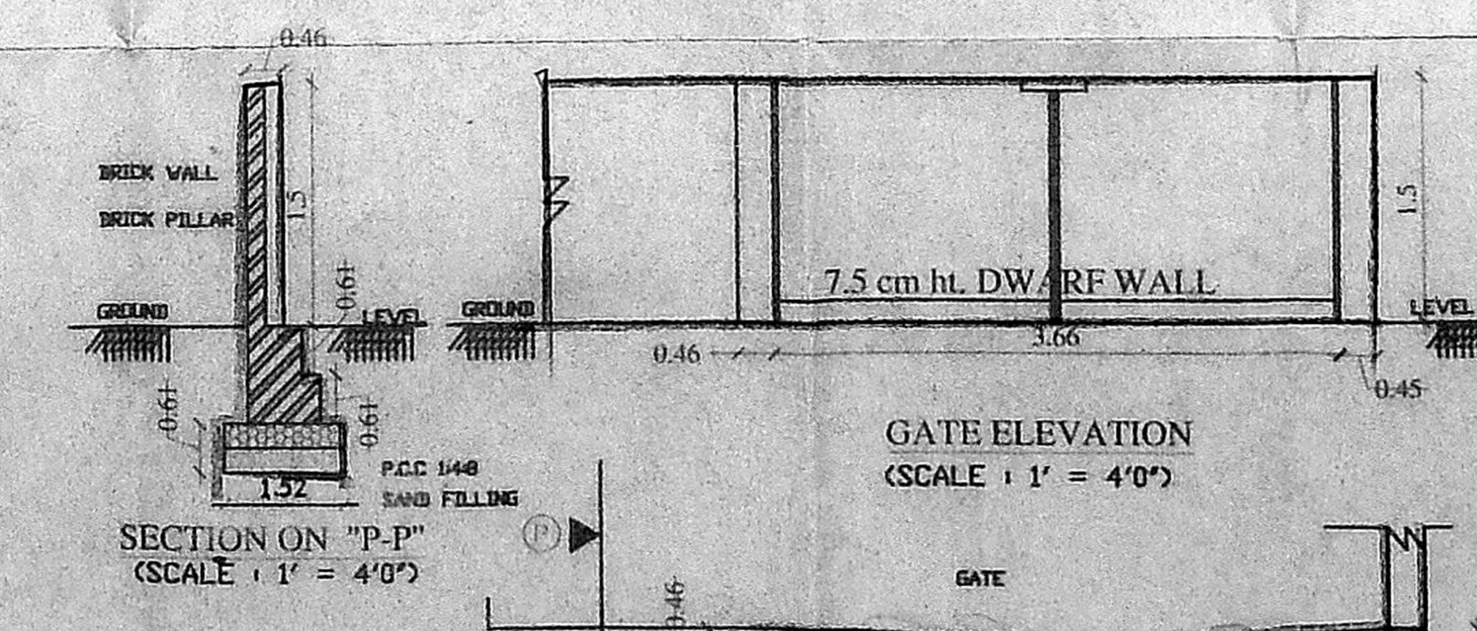 0.46
BRICK WALL
BRICK PILLAR
1.5
0.61
GROUND
LEVEL
0.61
0.61
1.52
P.C.C 1:4:8
SAND FILLING
SECTION ON "P-P"
(SCALE : 1' = 4'0")
1.5
7.5 cm ht. DWARF WALL
GROUND
LEVEL
0.46
3.66
0.45
GATE ELEVATION
(SCALE : 1' = 4'0")
P
GATE
0.46